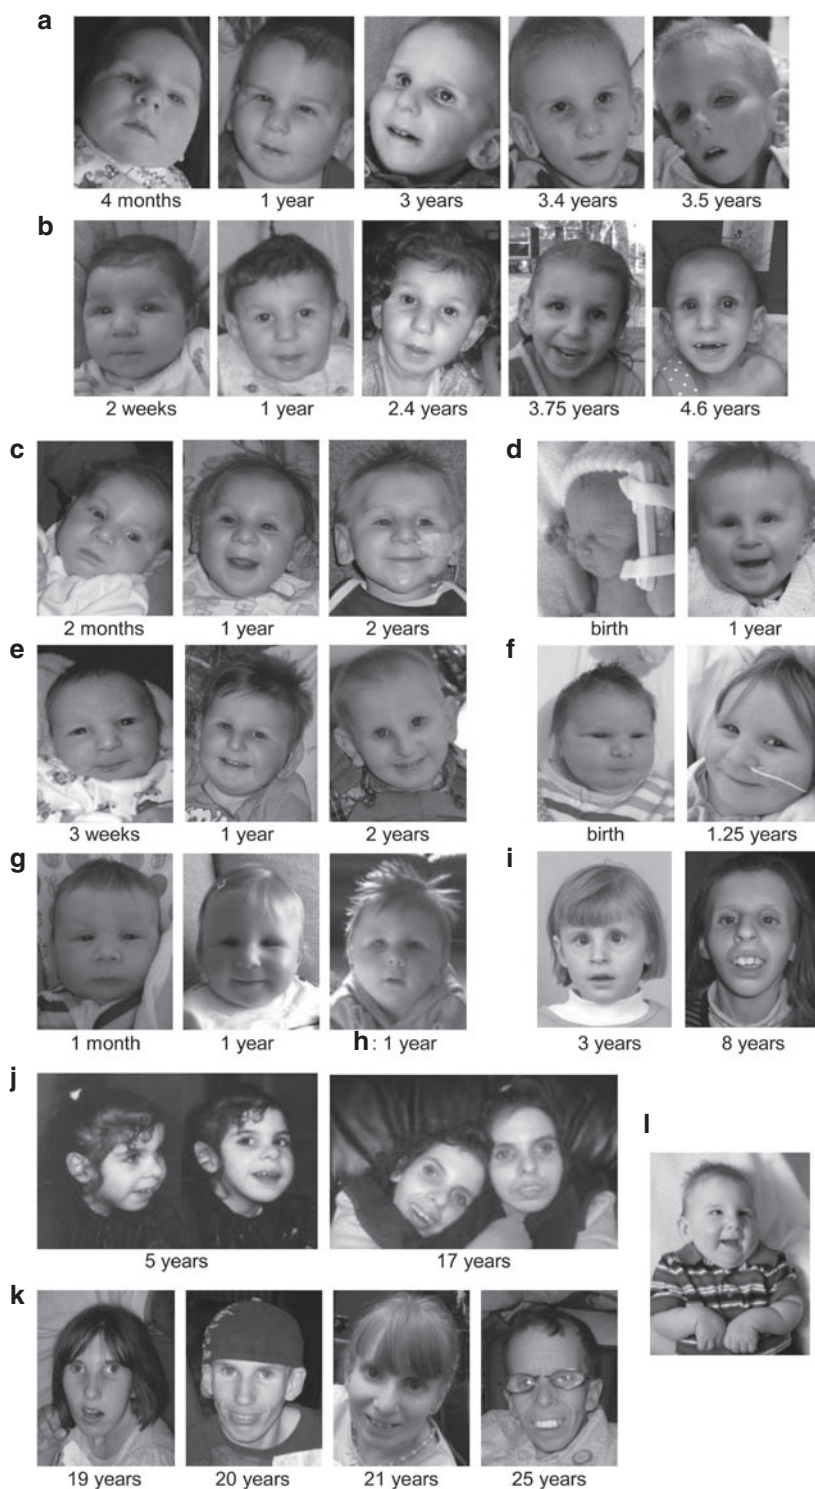 a
4 months 1 year 3 years 3.4 years 3.5 years
b
2 weeks 1 year 2.4 years 3.75 years 4.6 years
c d
2 months 1 year 2 years birth 1 year
e f
3 weeks 1 year 2 years birth 1.25 years
g i
1 month 1 year h: 1 year 3 years 8 years
j
l
5 years 17 years
k
19 years 20 years 21 years 25 years